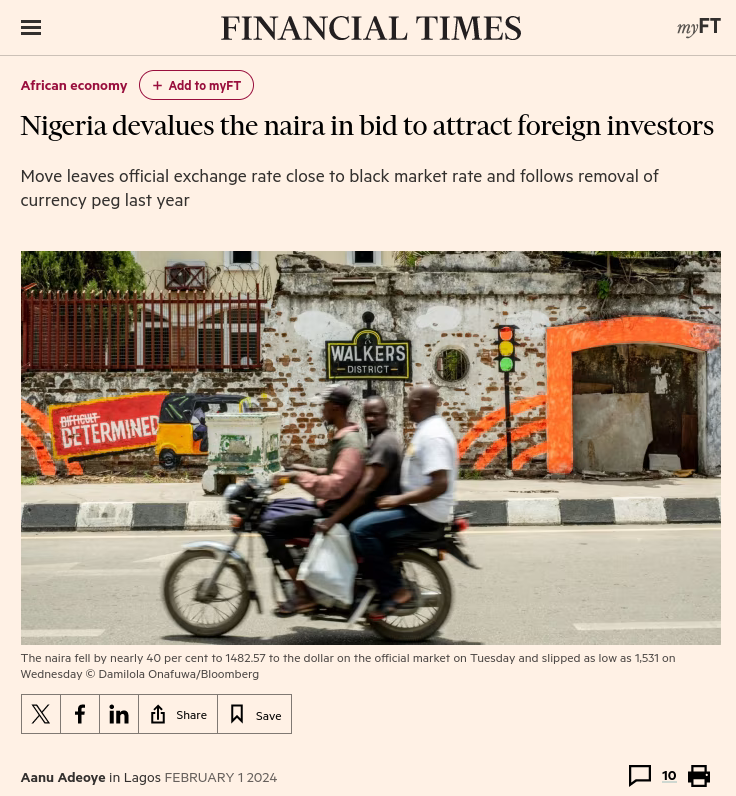 FINANCIAL TIMES
myFT
African economy
+ Add to myFT
Nigeria devalues the naira in bid to attract foreign investors
Move leaves official exchange rate close to black market rate and follows removal of
currency peg last year
WALKERS
DISTRICT
DIFFICULT
DETERMINED
The naira fell by nearly 40 per cent to 1482.57 to the dollar on the official market on Tuesday and slipped as low as 1,531 on
Wednesday © Damilola Onafuwa/Bloomberg
Share
Save
Aanu Adeoye in Lagos FEBRUARY 1 2024
10